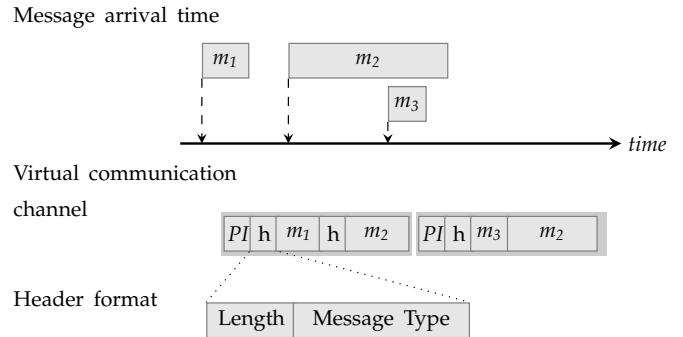 Message arrival time
m1 m2
m3
time
Virtual communication
channel
PI h m1 h m2 PI h m3 m2
Header format
Length Message Type